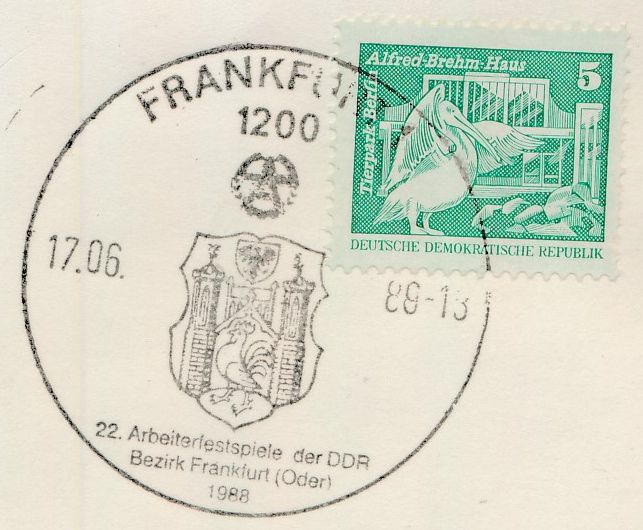 FRANKFURT
1200
17.06.
88-13
22. Arbeiterfestspiele der DDR
Bezirk Frankfurt (Oder)
1988
Alfred-Brehm-Haus
5
Tierpark Berlin
DEUTSCHE DEMOKRATISCHE REPUBLIK